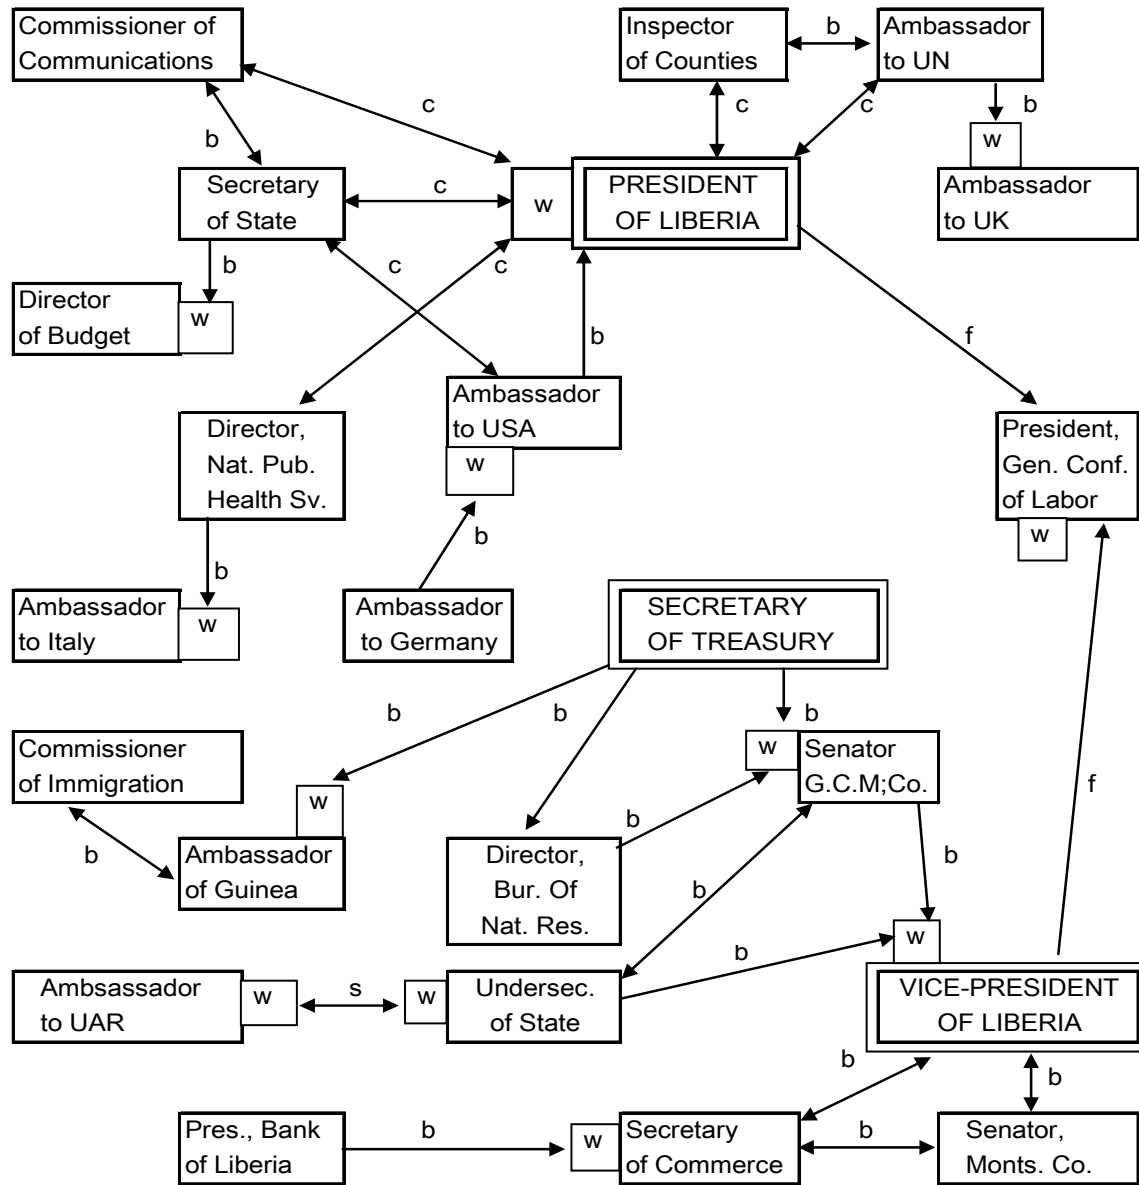 Commissioner of
Communications
Inspector
of Counties
b
Ambassador
to UN
c
c
c
b
b
w
Ambassador
to UK
Secretary
of State
c
w
PRESIDENT
OF LIBERIA
b
c
c
Director
of Budget
w
b
f
Ambassador
to USA
w
Director,
Nat. Pub.
Health Sv.
President,
Gen. Conf.
of Labor
w
b
b
Ambassador
to Italy
w
Ambassador
to Germany
SECRETARY
OF TREASURY
b
b
b
Commissioner
of Immigration
w
w
Senator
G.C.M;Co.
f
b
b
Ambassador
of Guinea
Director,
Bur. Of
Nat. Res.
b
b
b
w
Ambsassador
to UAR
w
s
w
Undersec.
of State
VICE-PRESIDENT
OF LIBERIA
b
b
Pres., Bank
of Liberia
b
w
Secretary
of Commerce
b
Senator,
Monts. Co.